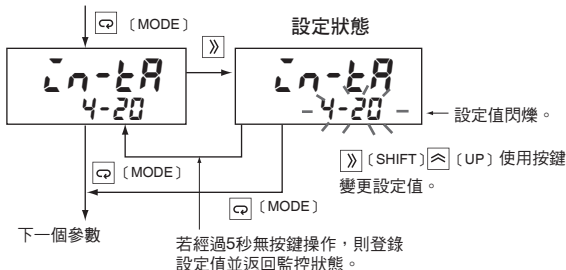 〔MODE〕
設定狀態
in-tA
4-20
in-tA
4-20
設定值閃爍。
〔SHIFT〕 〔UP〕使用按鍵
變更設定值。
〔MODE〕
〔MODE〕
下一個參數
若經過5秒無按鍵操作，則登錄
設定值並返回監控狀態。